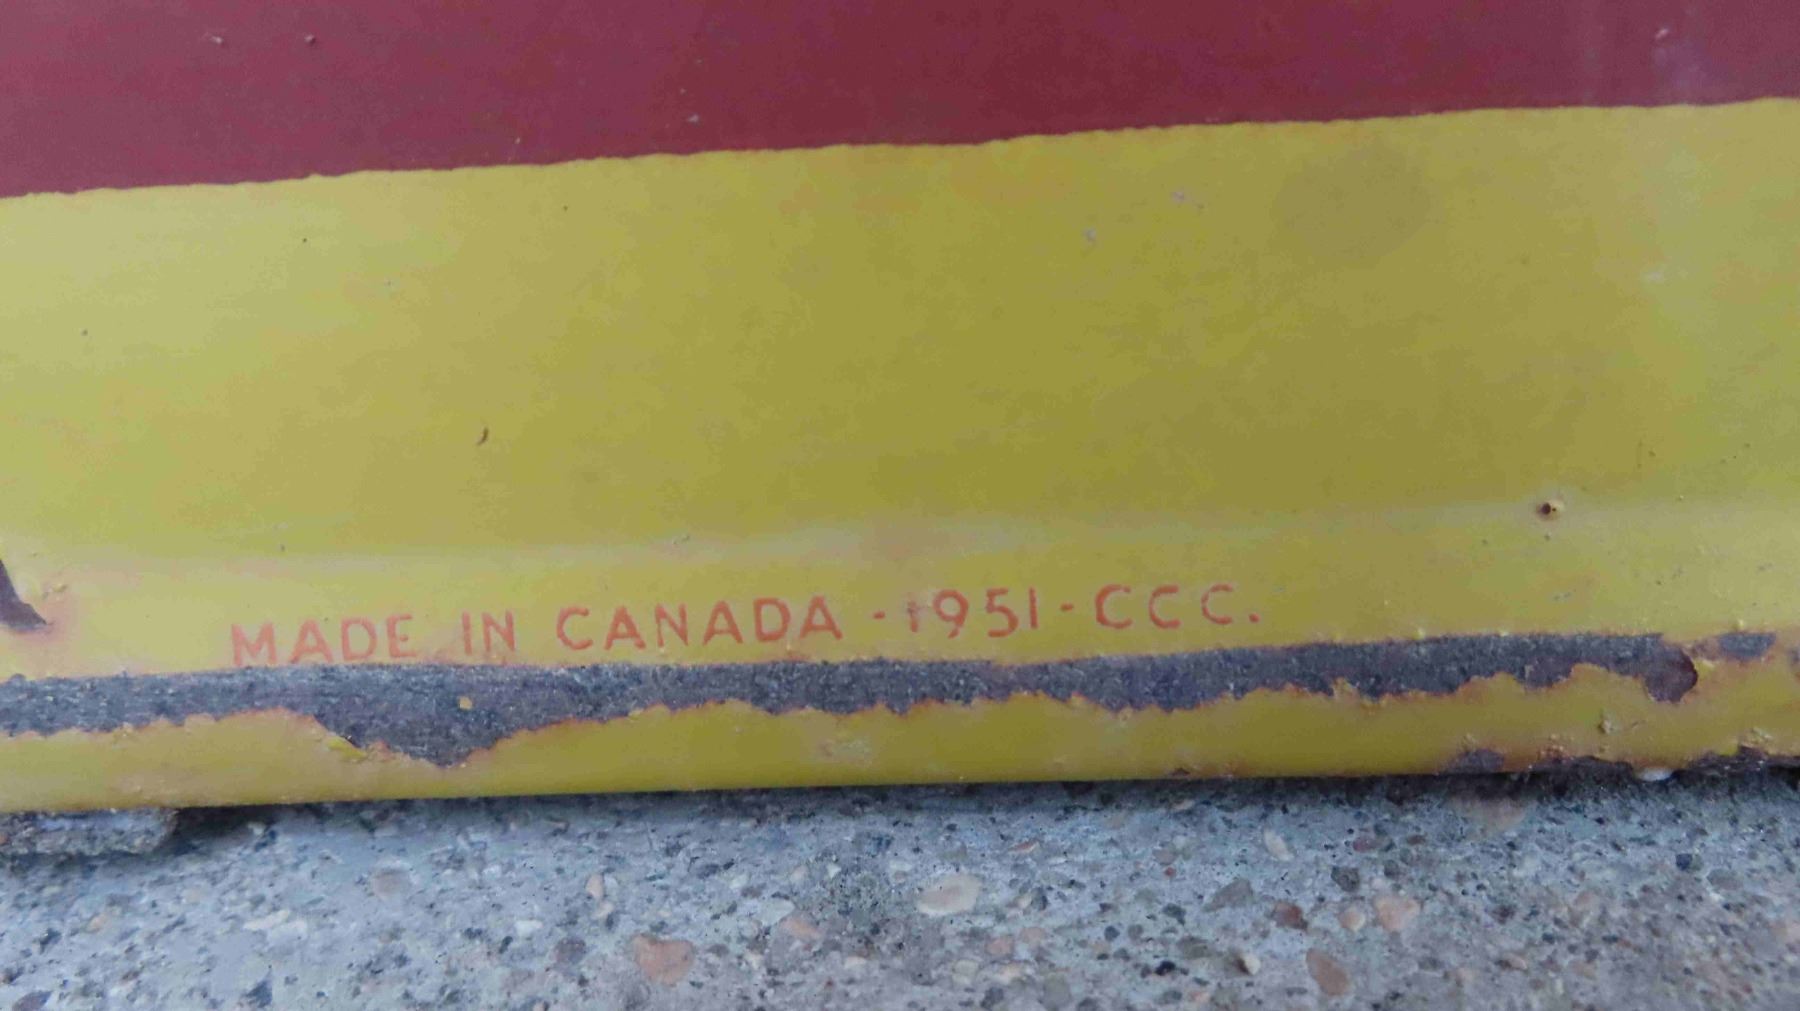 MADE IN CANADA - 1951 - CCC.